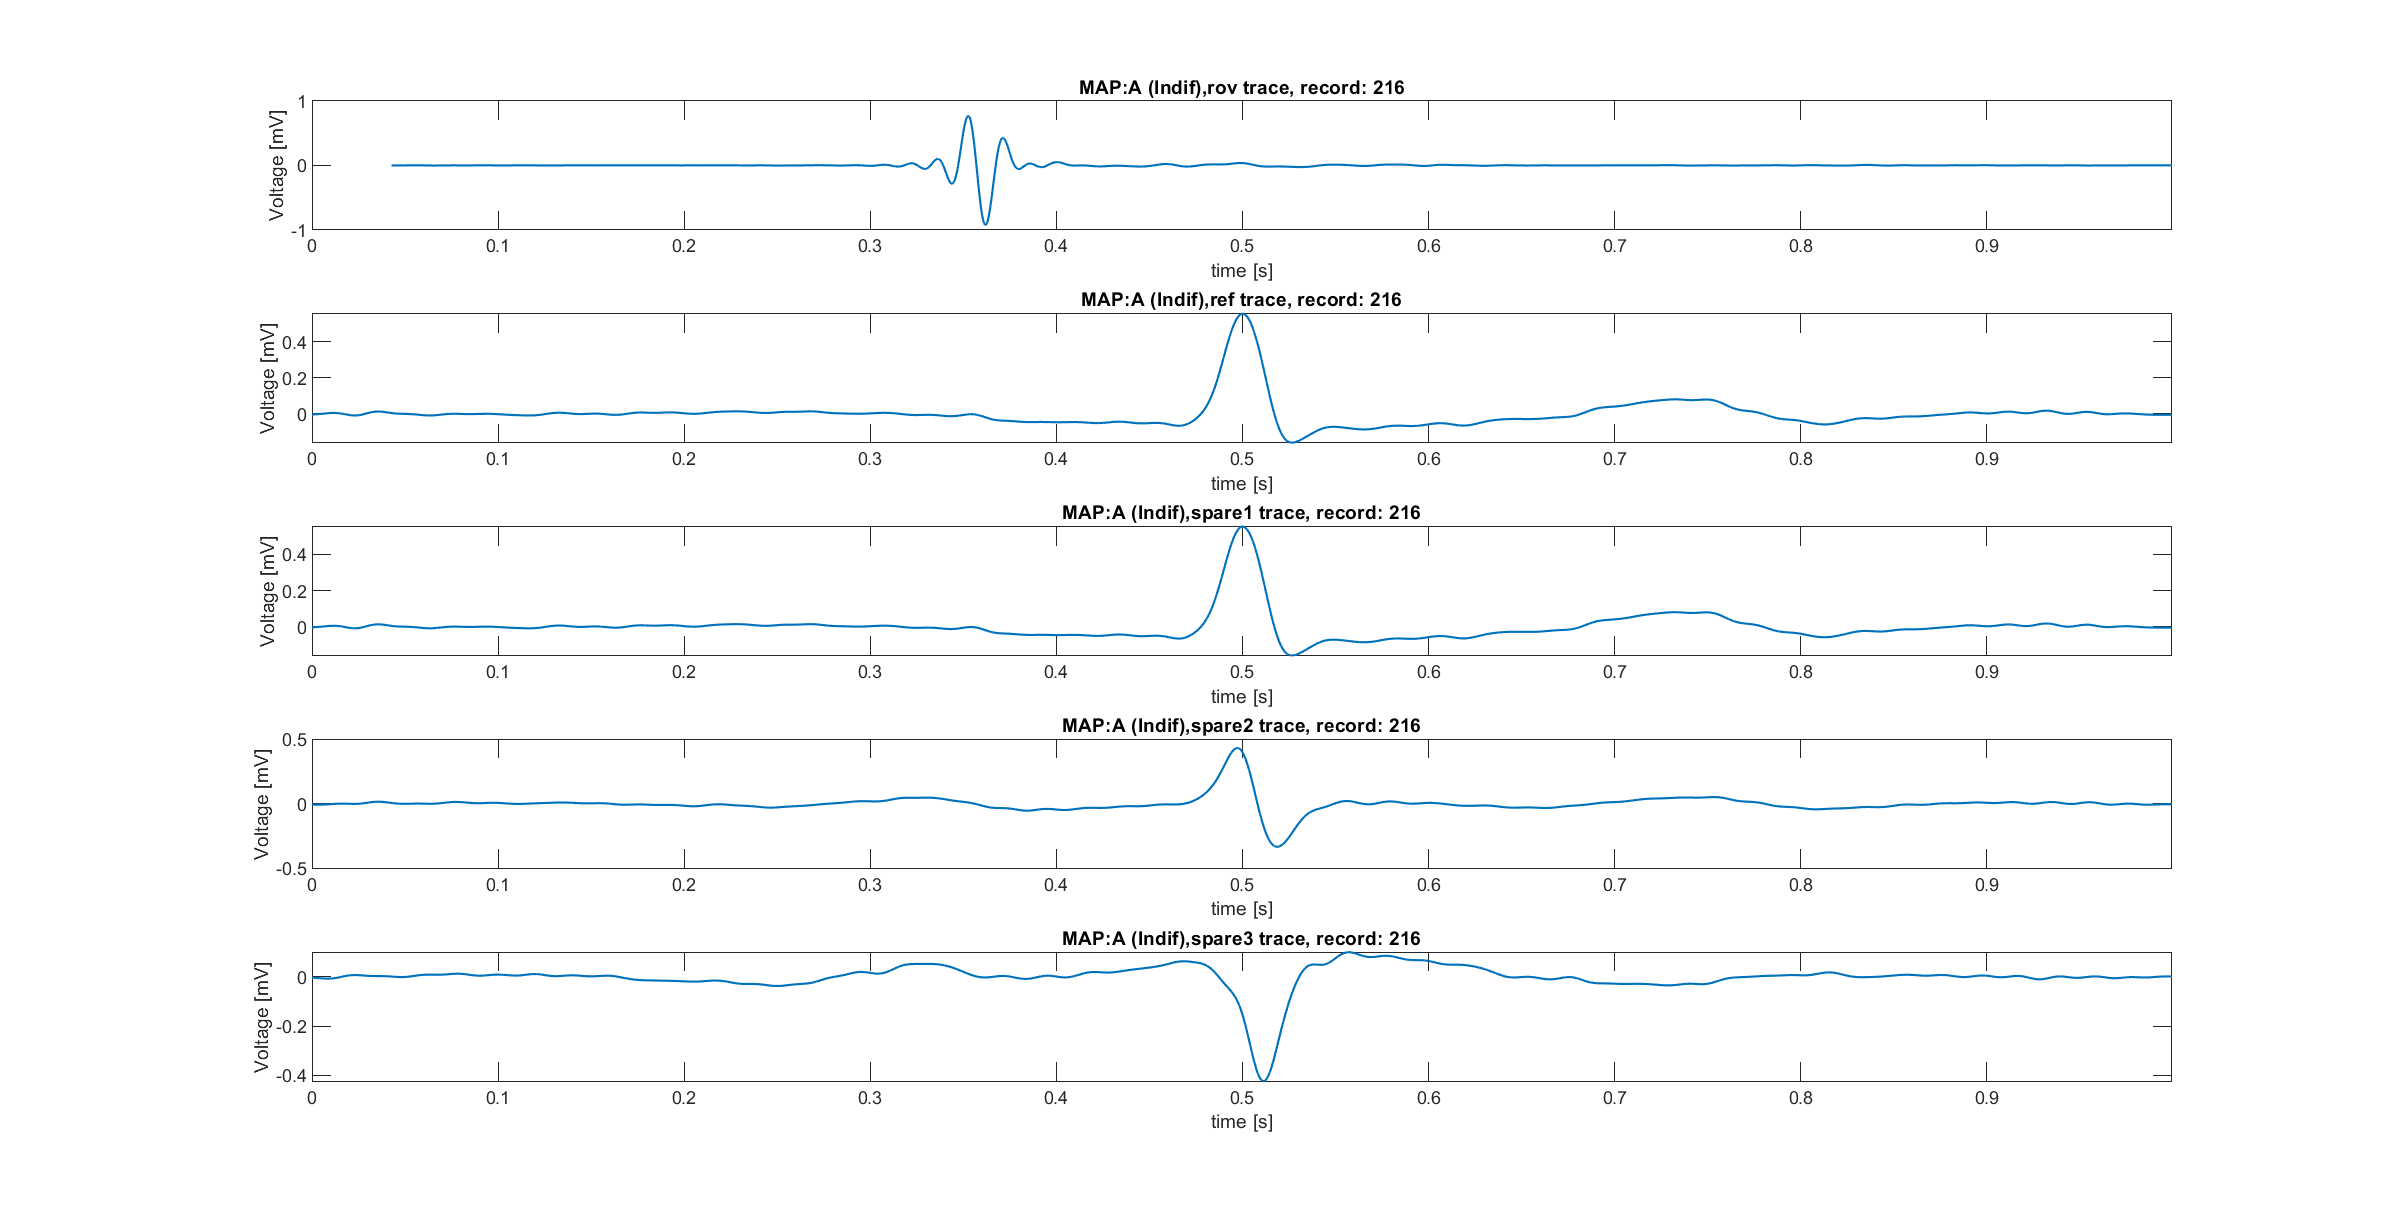 MAP:A (Indif),rov trace, record: 216
Voltage [mV]
1
0
-1
0 0.1 0.2 0.3 0.4 0.5 0.6 0.7 0.8 0.9
time [s]
MAP:A (Indif),ref trace, record: 216
Voltage [mV]
0.4
0.2
0
0 0.1 0.2 0.3 0.4 0.5 0.6 0.7 0.8 0.9
time [s]
MAP:A (Indif),spare1 trace, record: 216
Voltage [mV]
0.4
0.2
0
0 0.1 0.2 0.3 0.4 0.5 0.6 0.7 0.8 0.9
time [s]
MAP:A (Indif),spare2 trace, record: 216
Voltage [mV]
0.5
0
-0.5
0 0.1 0.2 0.3 0.4 0.5 0.6 0.7 0.8 0.9
time [s]
MAP:A (Indif),spare3 trace, record: 216
Voltage [mV]
0
-0.2
-0.4
0 0.1 0.2 0.3 0.4 0.5 0.6 0.7 0.8 0.9
time [s]